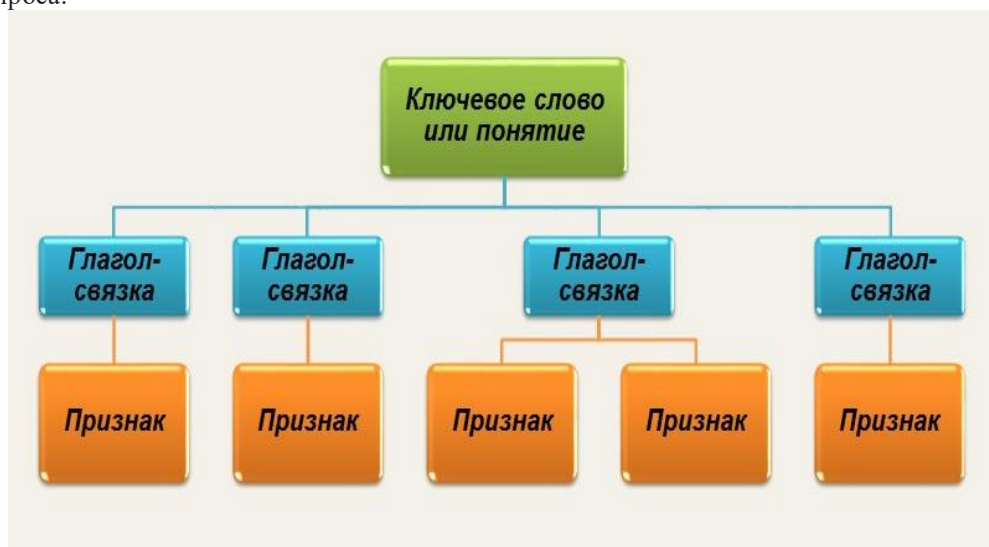 Ключевое слово
или понятие
Глагол-
связка
Глагол-
связка
Глагол-
связка
Глагол-
связка
Признак
Признак
Признак
Признак
Признак